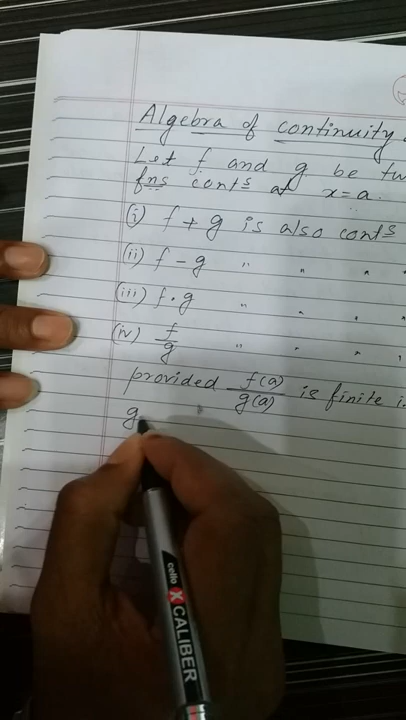 Algebra of continuity
Let f and g be tw
fns conts at x = a.
(i) f + g is also conts
(ii) f - g " " " "
(iii) f . g " " " "
(iv) f/g " " " "
provided f(a)/g(a) is finite i.
g
cello X CALIBER